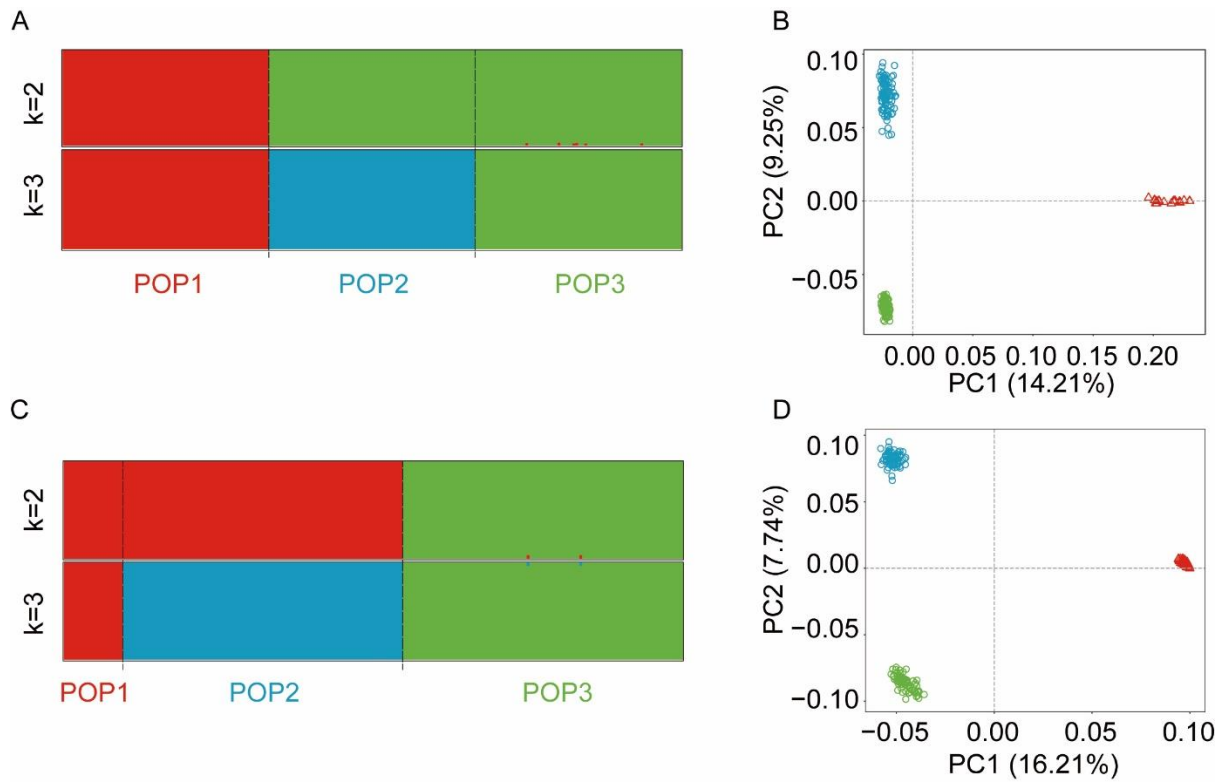 A
k=2
k=3
POP1 POP2 POP3
B
PC2 (9.25%)
0.10
0.05
0.00
−0.05
0.00 0.05 0.10 0.15 0.20
PC1 (14.21%)
C
k=2
k=3
POP1 POP2 POP3
D
PC2 (7.74%)
0.10
0.05
0.00
−0.05
−0.10
−0.05 0.00 0.05 0.10
PC1 (16.21%)